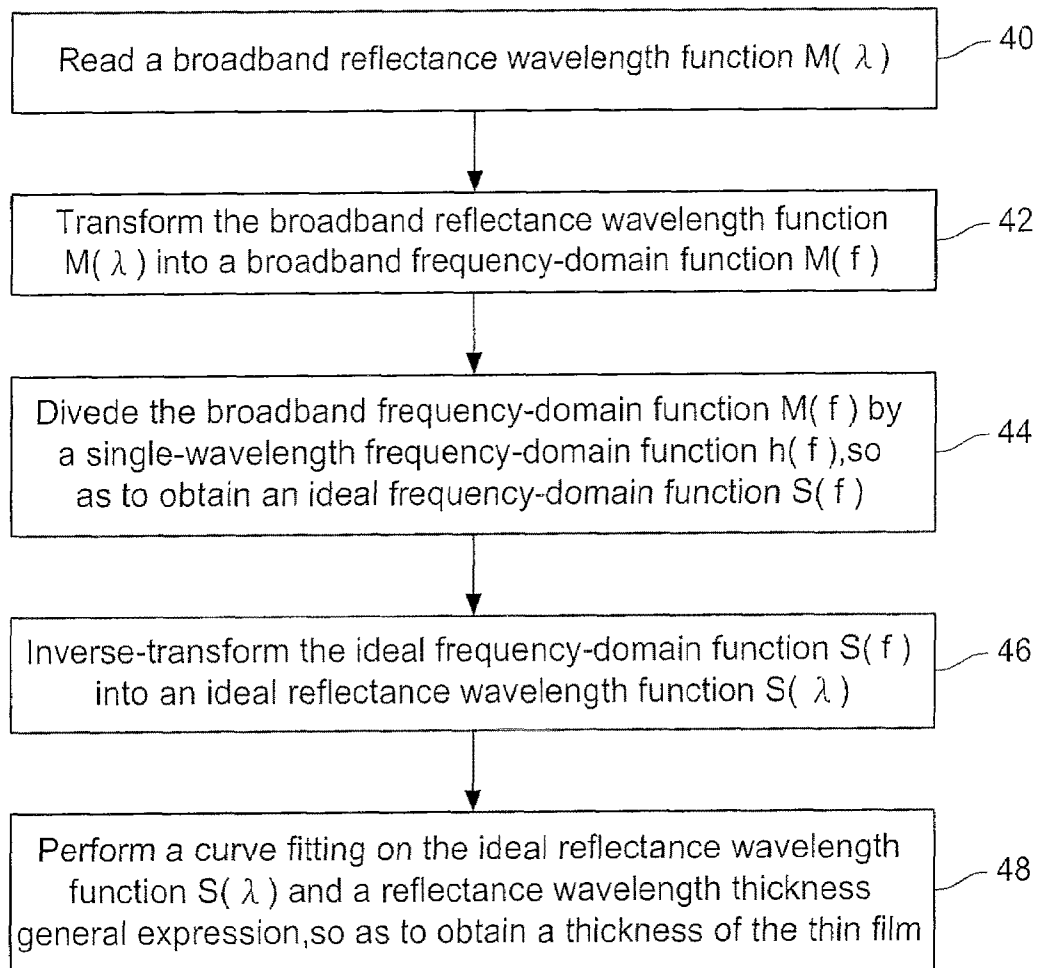 Read a broadband reflectance wavelength function M( λ )
40
Transform the broadband reflectance wavelength function
M( λ ) into a broadband frequency-domain function M( f )
42
Divede the broadband frequency-domain function M( f ) by
a single-wavelength frequency-domain function h( f ),so
as to obtain an ideal frequency-domain function S( f )
44
Inverse-transform the ideal frequency-domain function S( f )
into an ideal reflectance wavelength function S( λ )
46
Perform a curve fitting on the ideal reflectance wavelength
function S( λ ) and a reflectance wavelength thickness
general expression,so as to obtain a thickness of the thin film
48